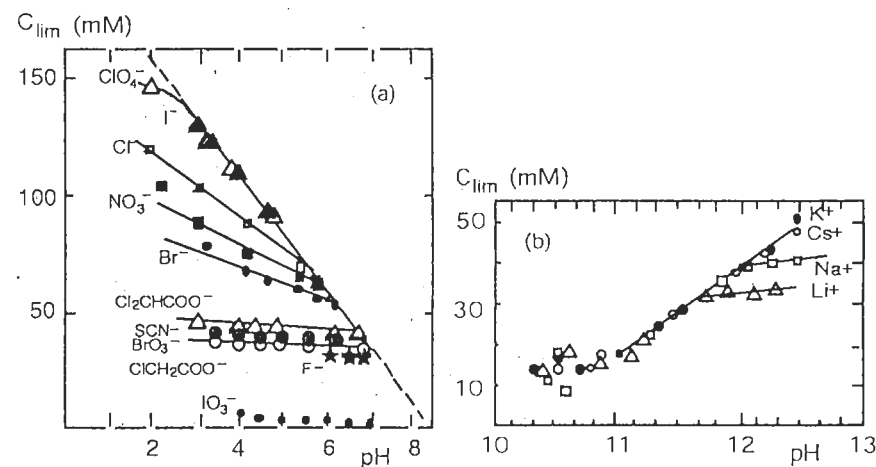 C_lim (mM)
(a)
150
100
50
ClO₄⁻
I⁻
Cl⁻
NO₃⁻
Br⁻
Cl₂CHCOO⁻
SCN⁻
BrO₃⁻
ClCH₂COO⁻
F⁻
IO₃⁻
2 4 6 8
pH
C_lim (mM)
(b)
50
30
10
K+
Cs+
Na+
Li+
10 11 12 13
pH